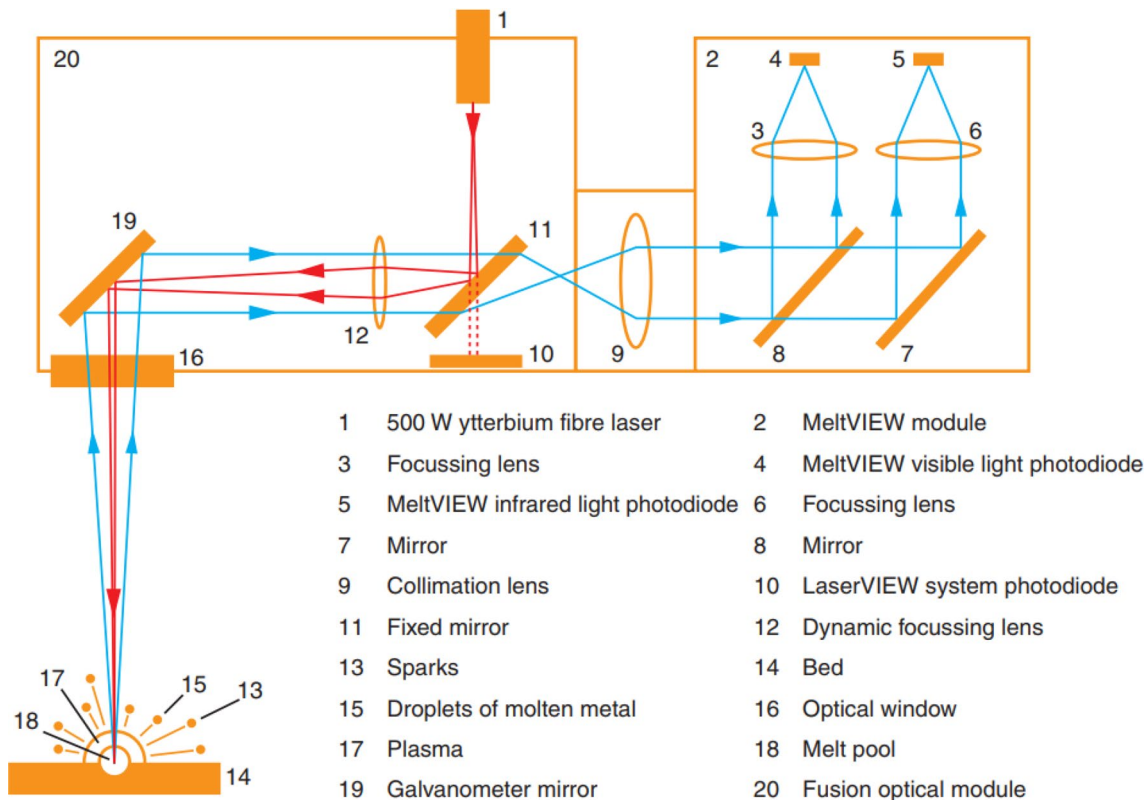 1
20
2
4
5
3
6
19
11
12
16
10
9
8
7
1 500 W ytterbium fibre laser 2 MeltVIEW module
3 Focussing lens 4 MeltVIEW visible light photodiode
5 MeltVIEW infrared light photodiode 6 Focussing lens
7 Mirror 8 Mirror
9 Collimation lens 10 LaserVIEW system photodiode
11 Fixed mirror 12 Dynamic focussing lens
13 Sparks 14 Bed
15 Droplets of molten metal 16 Optical window
17 Plasma 18 Melt pool
19 Galvanometer mirror 20 Fusion optical module
17
15
13
18
14